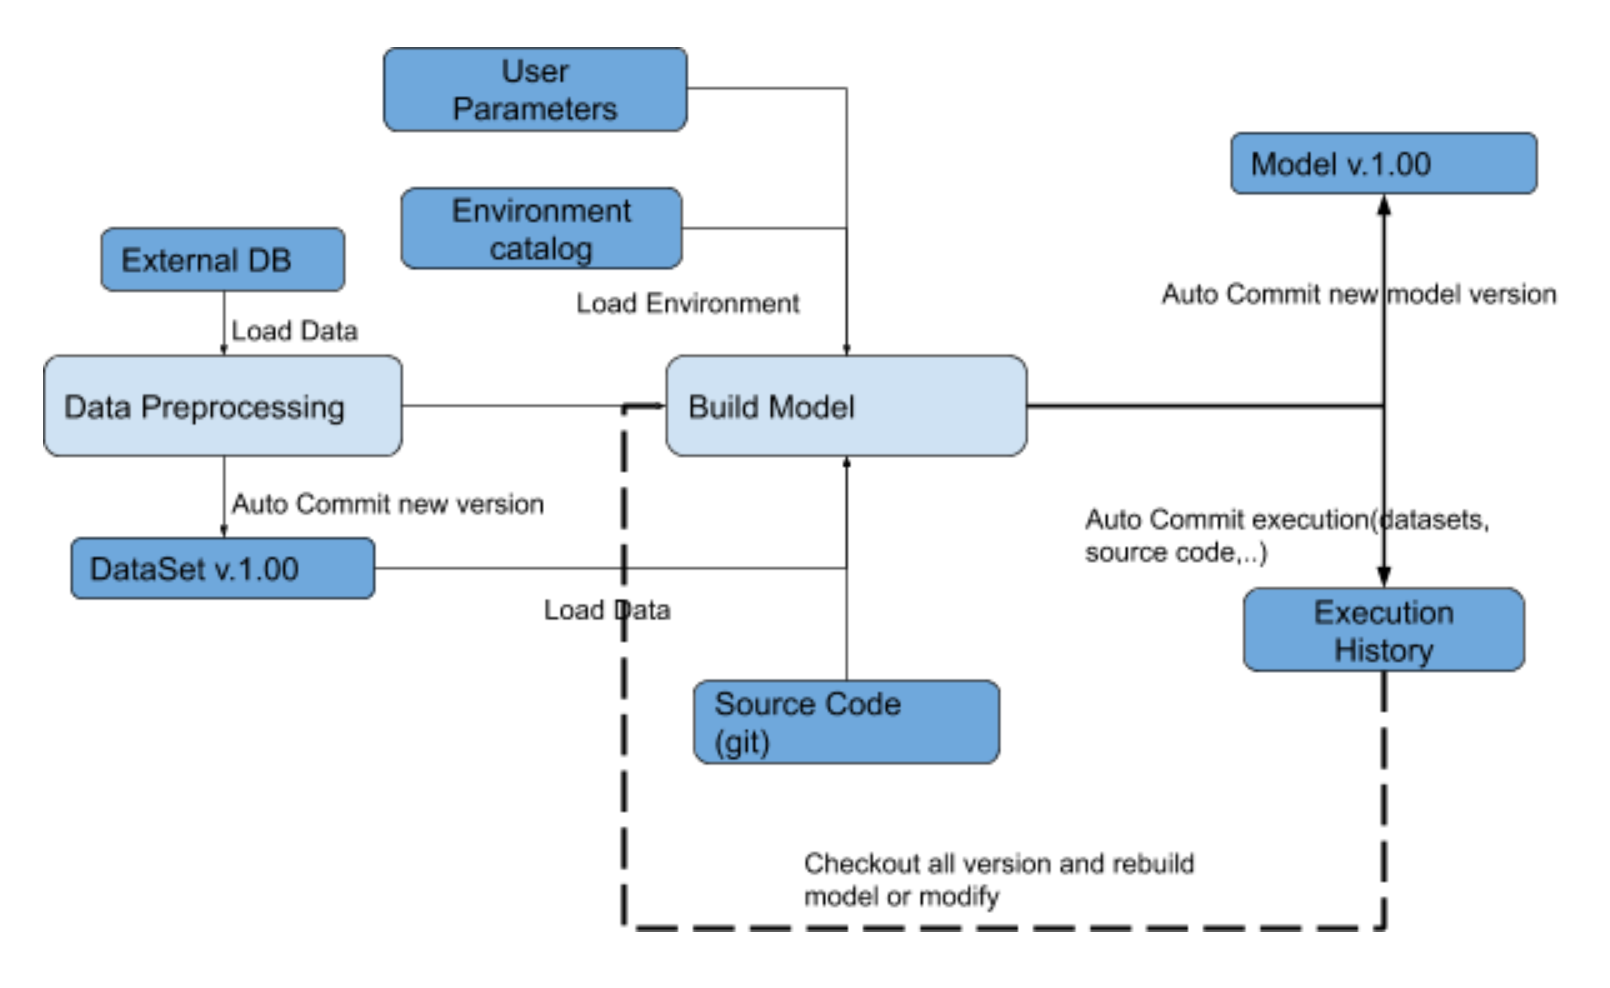 User
Parameters
Model v.1.00
Environment
catalog
External DB
Auto Commit new model version
Load Environment
Load Data
Data Preprocessing
Build Model
Auto Commit new version
Auto Commit execution(datasets,
source code,..)
DataSet v.1.00
Load Data
Execution
History
Source Code
(git)
Checkout all version and rebuild
model or modify